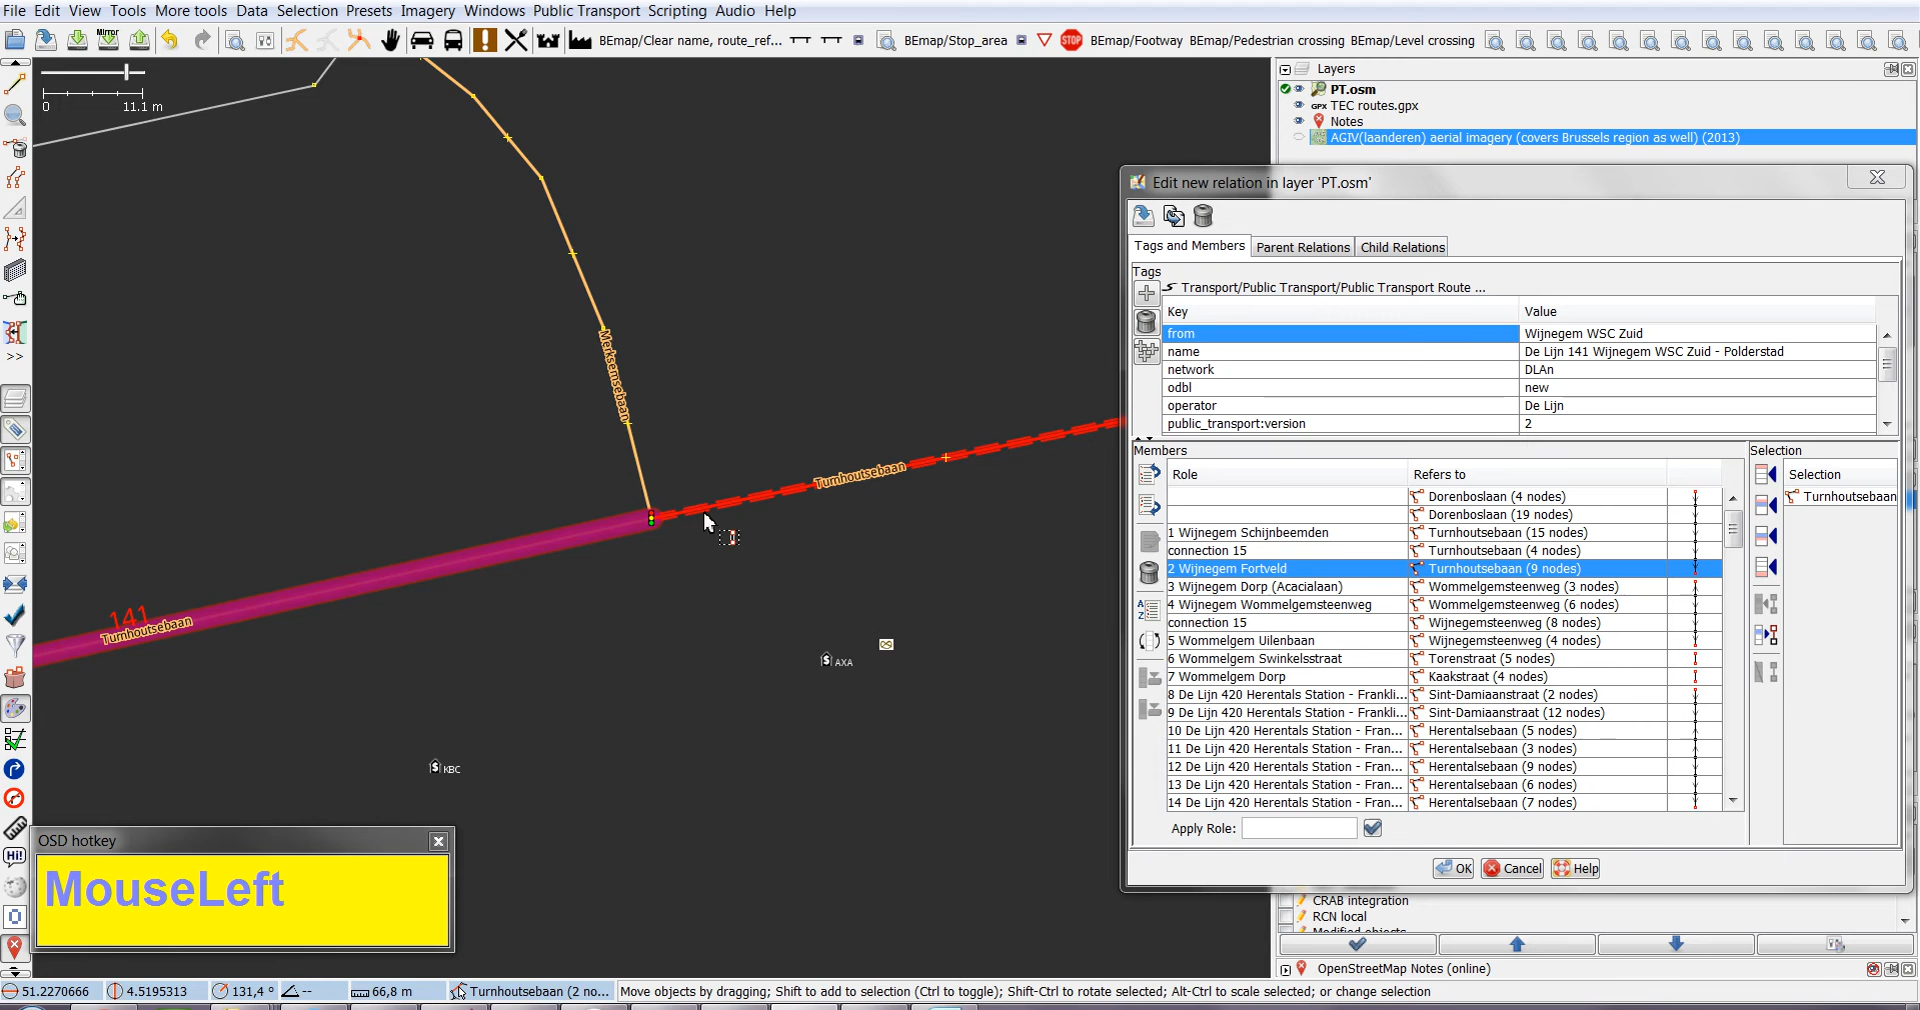 File Edit View Tools More tools Data Selection Presets Imagery Windows Public Transport Scripting Audio Help
Mirror
BEmap/Clear name, route_ref... BEmap/Stop_area STOP BEmap/Footway BEmap/Pedestrian crossing BEmap/Level crossing
0 11.1 m
>>
Hi!
Merksemsebaan
Turnhoutsebaan
141
Turnhoutsebaan
$ AXA
$ KBC
OSD hotkey
MouseLeft
Layers
PT.osm
GPX TEC routes.gpx
Notes
AGIV(laanderen) aerial imagery (covers Brussels region as well) (2013)
Edit new relation in layer 'PT.osm'
Tags and Members Parent Relations Child Relations
Tags
Transport/Public Transport/Public Transport Route ...
Key Value
from Wijnegem WSC Zuid
name De Lijn 141 Wijnegem WSC Zuid - Polderstad
network DLAn
odbl new
operator De Lijn
public_transport:version 2
Members Selection
Role Refers to Selection
Dorenboslaan (4 nodes) Turnhoutsebaan
Dorenboslaan (19 nodes)
1 Wijnegem Schijnbeemden Turnhoutsebaan (15 nodes)
connection 15 Turnhoutsebaan (4 nodes)
2 Wijnegem Fortveld Turnhoutsebaan (9 nodes)
3 Wijnegem Dorp (Acacialaan) Wommelgemsteenweg (3 nodes)
4 Wijnegem Wommelgemsteenweg Wommelgemsteenweg (6 nodes)
connection 15 Wijnegemsteenweg (8 nodes)
5 Wommelgem Uilenbaan Wijnegemsteenweg (4 nodes)
6 Wommelgem Swinkelsstraat Torenstraat (5 nodes)
7 Wommelgem Dorp Kaakstraat (4 nodes)
8 De Lijn 420 Herentals Station - Frankli... Sint-Damiaanstraat (2 nodes)
9 De Lijn 420 Herentals Station - Frankli... Sint-Damiaanstraat (12 nodes)
10 De Lijn 420 Herentals Station - Fran... Herentalsebaan (5 nodes)
11 De Lijn 420 Herentals Station - Fran... Herentalsebaan (3 nodes)
12 De Lijn 420 Herentals Station - Fran... Herentalsebaan (9 nodes)
13 De Lijn 420 Herentals Station - Fran... Herentalsebaan (6 nodes)
14 De Lijn 420 Herentals Station - Fran... Herentalsebaan (7 nodes)
Apply Role:
OK Cancel Help
CRAB integration
RCN local
Modified objects
OpenStreetMap Notes (online)
51.2270666 4.5195313 131,4 ° -- 66,8 m Turnhoutsebaan (2 no... Move objects by dragging; Shift to add to selection (Ctrl to toggle); Shift-Ctrl to rotate selected; Alt-Ctrl to scale selected; or change selection